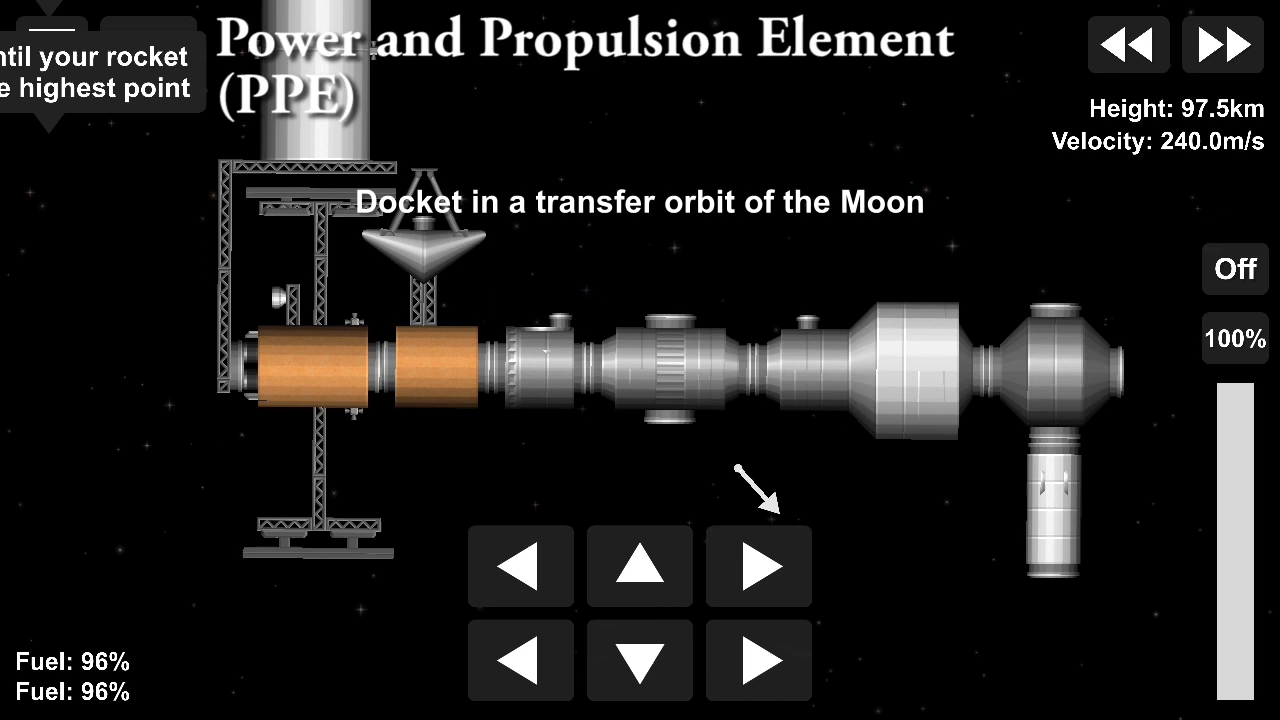 Power and Propulsion Element
(PPE)
ntil your rocket
e highest point
Height: 97.5km
Velocity: 240.0m/s
Docket in a transfer orbit of the Moon
Off
100%
Fuel: 96%
Fuel: 96%